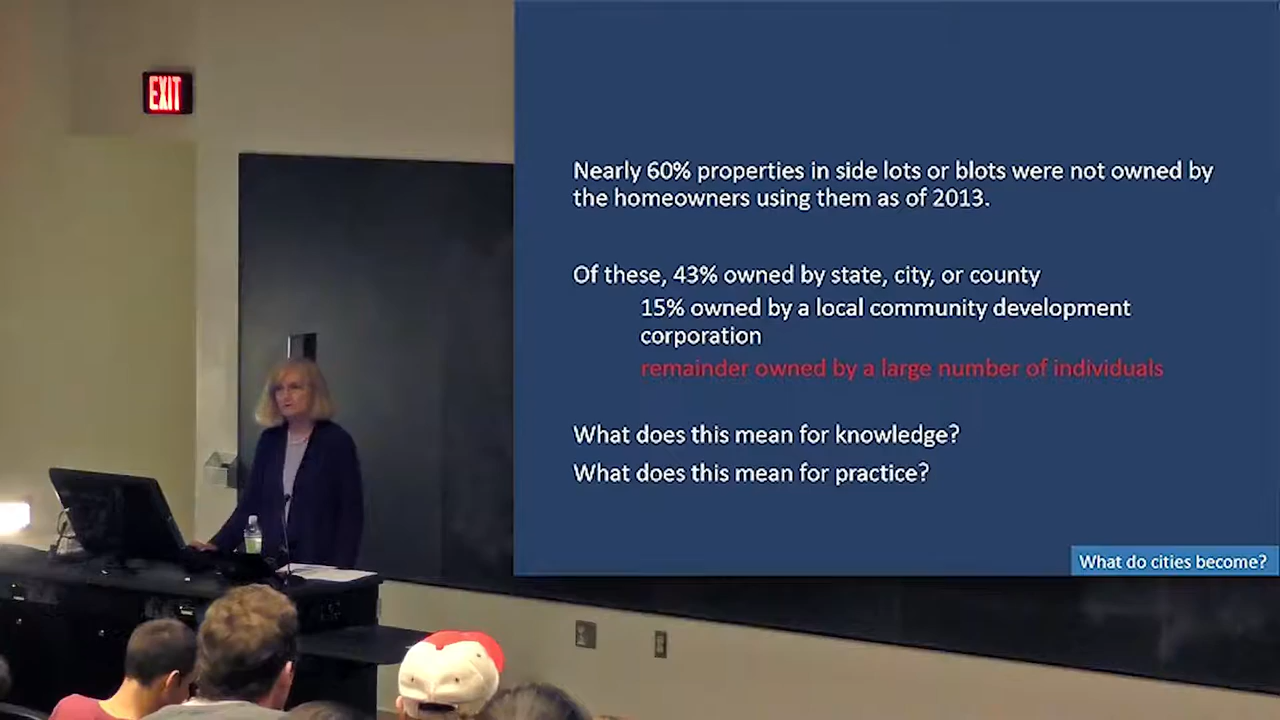 EXIT
Nearly 60% properties in side lots or blots were not owned by
the homeowners using them as of 2013.
Of these, 43% owned by state, city, or county
15% owned by a local community development
corporation
remainder owned by a large number of individuals
What does this mean for knowledge?
What does this mean for practice?
What do cities become?